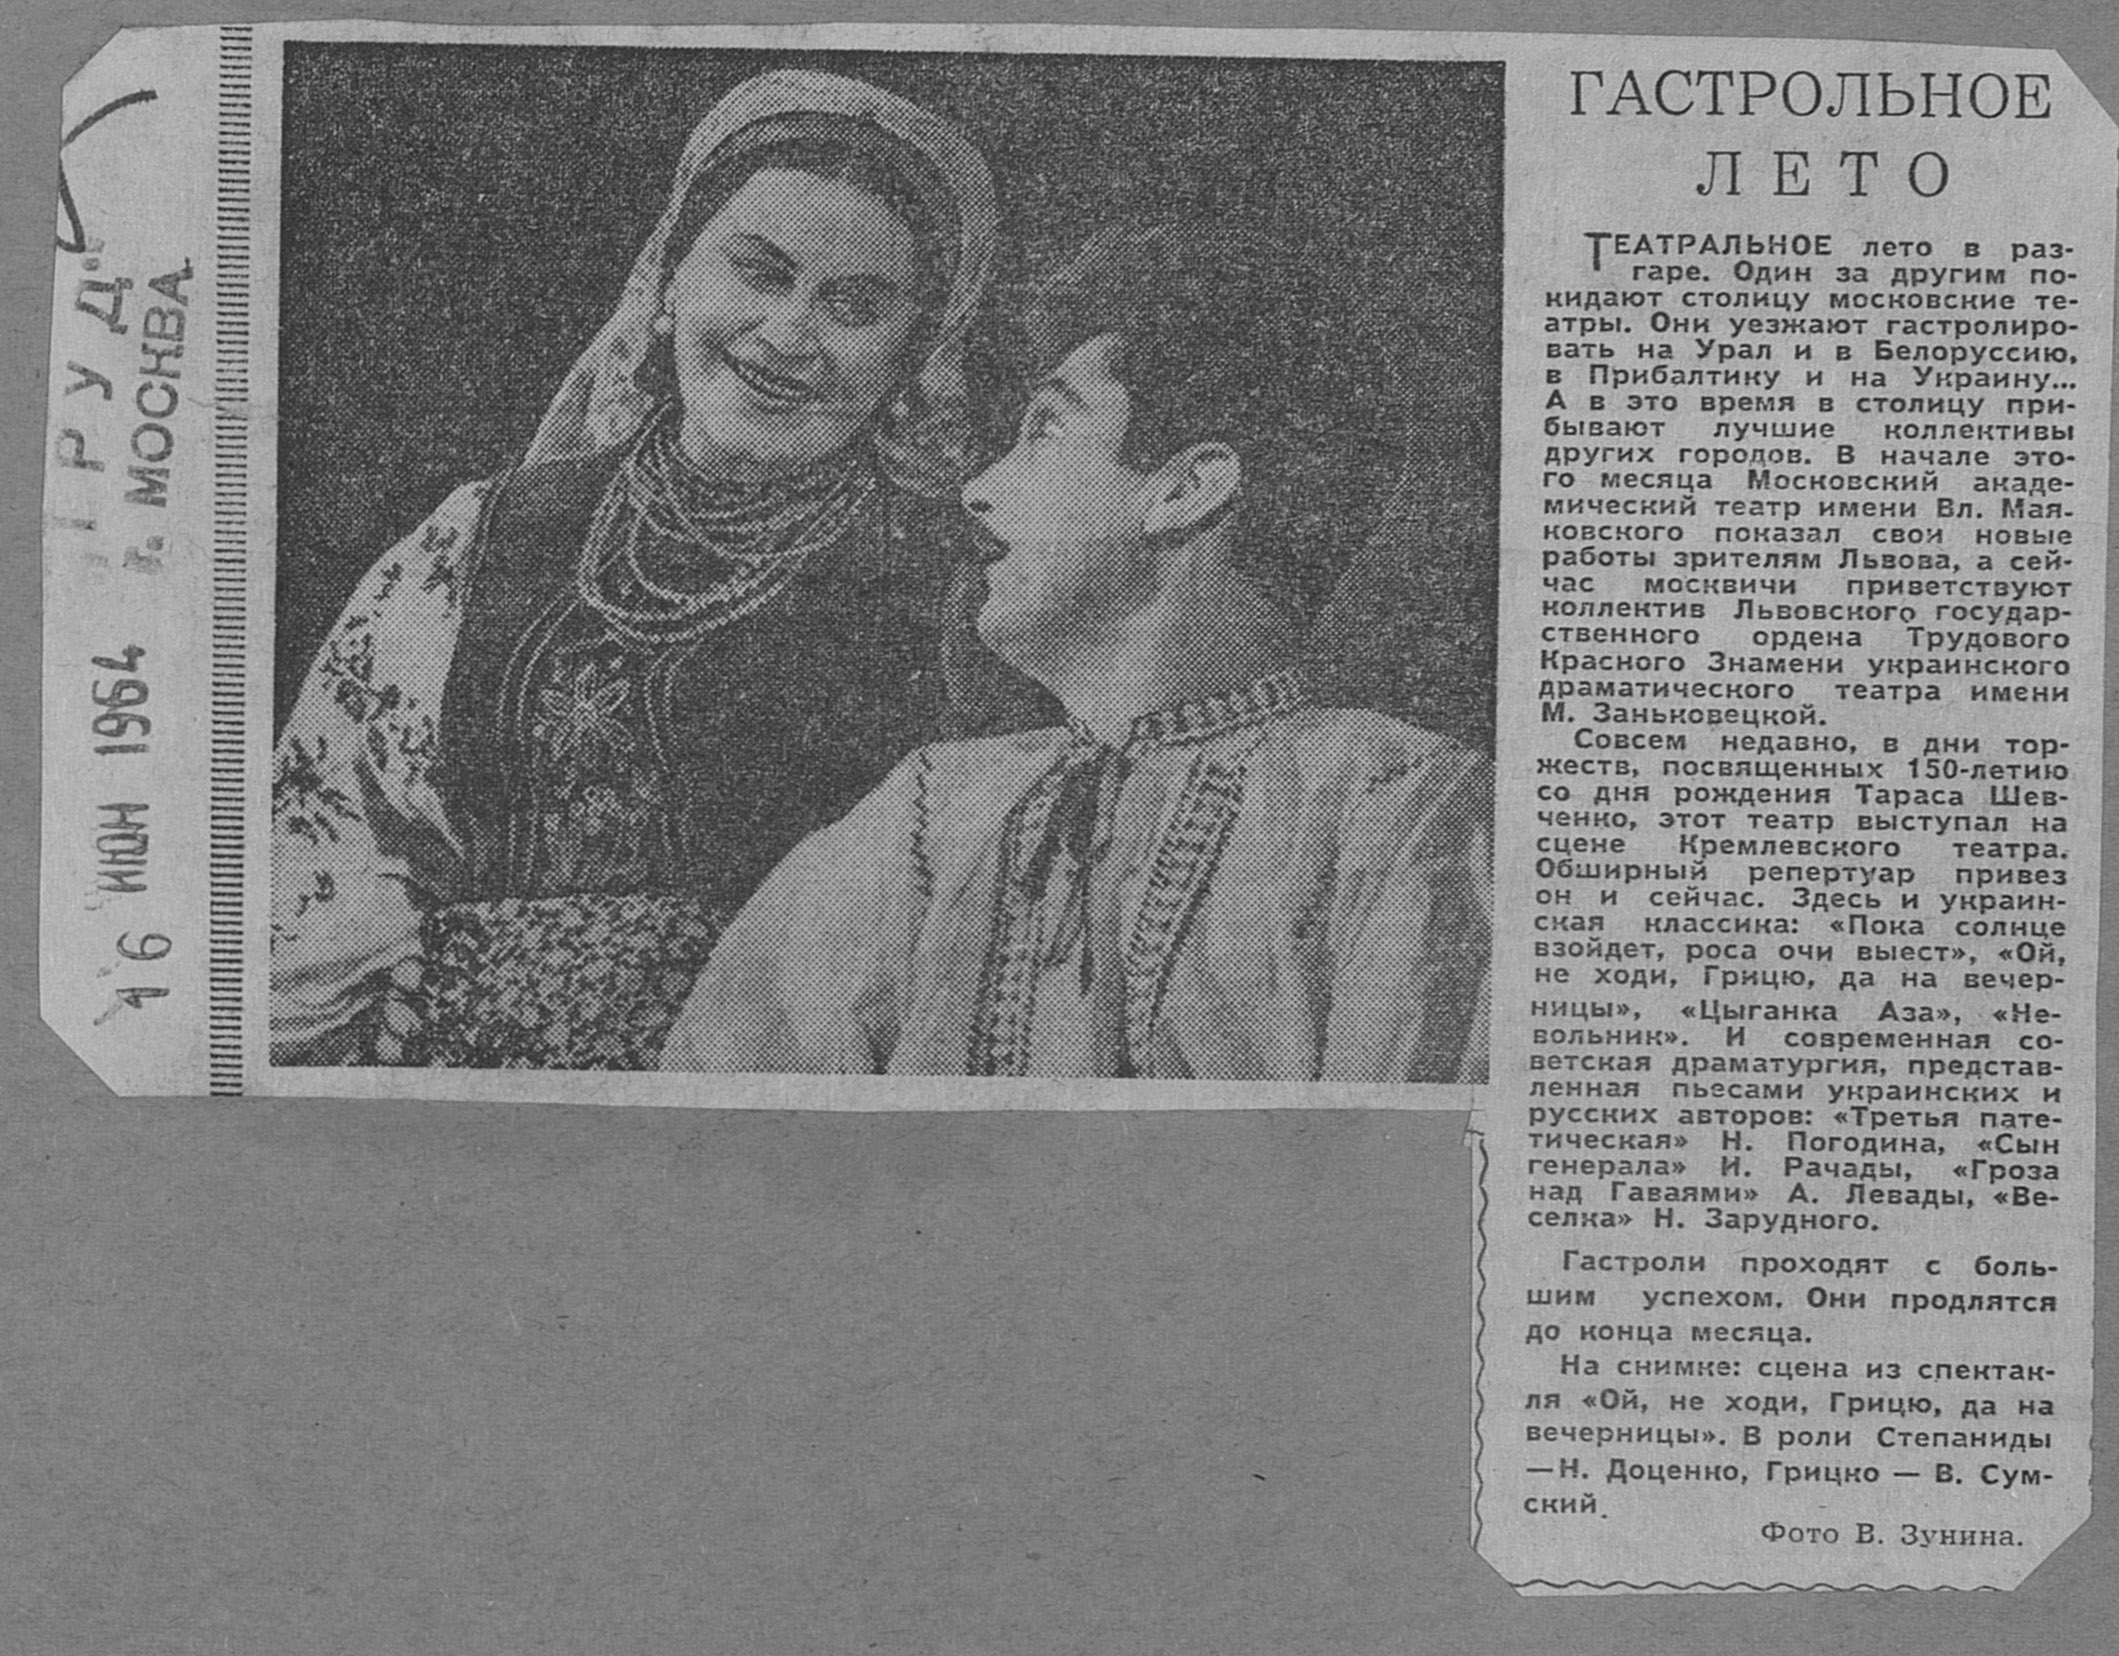 ТРУД
г. МОСКВА
16 ИЮН 1964
ГАСТРОЛЬНОЕ
ЛЕТО
ТЕАТРАЛЬНОЕ лето в раз-
гаре. Один за другим по-
кидают столицу московские те-
атры. Они уезжают гастролиро-
вать на Урал и в Белоруссию,
в Прибалтику и на Украину...
А в это время в столицу при-
бывают лучшие коллективы
других городов. В начале это-
го месяца Московский акаде-
мический театр имени Вл. Мая-
ковского показал свои новые
работы зрителям Львова, а сей-
час москвичи приветствуют
коллектив Львовского государ-
ственного ордена Трудового
Красного Знамени украинского
драматического театра имени
М. Заньковецкой.
Совсем недавно, в дни тор-
жеств, посвященных 150-летию
со дня рождения Тараса Шев-
ченко, этот театр выступал на
сцене Кремлевского театра.
Обширный репертуар привез
он и сейчас. Здесь и украин-
ская классика: «Пока солнце
взойдет, роса очи выест», «Ой,
не ходи, Грицю, да на вечер-
ницы», «Цыганка Аза», «Не-
вольник». И современная со-
ветская драматургия, представ-
ленная пьесами украинских и
русских авторов: «Третья пате-
тическая» Н. Погодина, «Сын
генерала» И. Рачады, «Гроза
над Гаваями» А. Левады, «Ве-
селка» Н. Зарудного.
Гастроли проходят с боль-
шим успехом. Они продлятся
до конца месяца.
На снимке: сцена из спектак-
ля «Ой, не ходи, Грицю, да на
вечерницы». В роли Степаниды
— Н. Доценко, Грицко — В. Сум-
ский.
Фото В. Зунина.